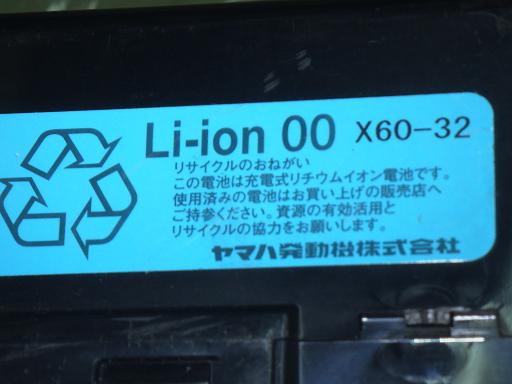 Li-ion 00 X60-32
リサイクルのおねがい
この電池は充電式リチウムイオン電池です。
使用済みの電池はお買い上げの販売店へ
ご持参ください。資源の有効活用と
リサイクルの協力をお願いします。
ヤマハ発動機株式会社